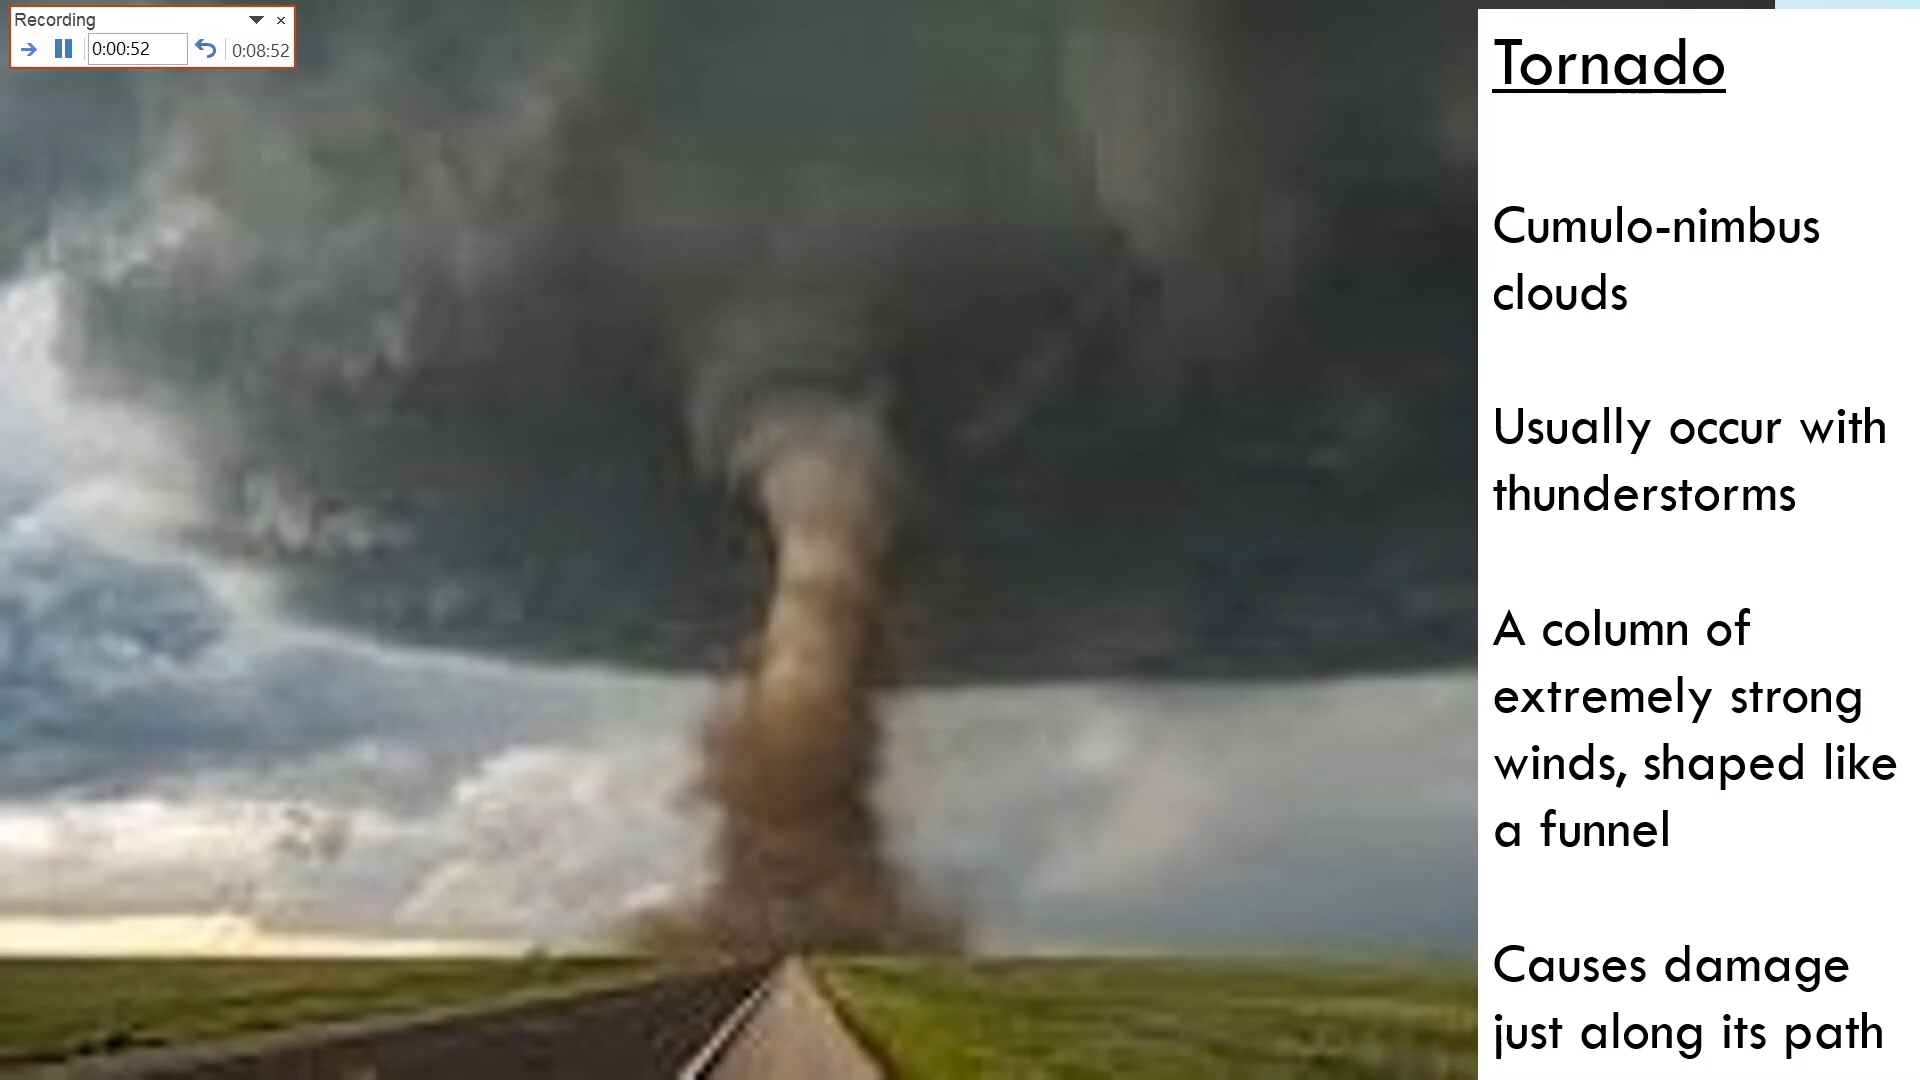 Recording
0:00:52
0:08:52
Tornado
Cumulo-nimbus
clouds
Usually occur with
thunderstorms
A column of
extremely strong
winds, shaped like
a funnel
Causes damage
just along its path